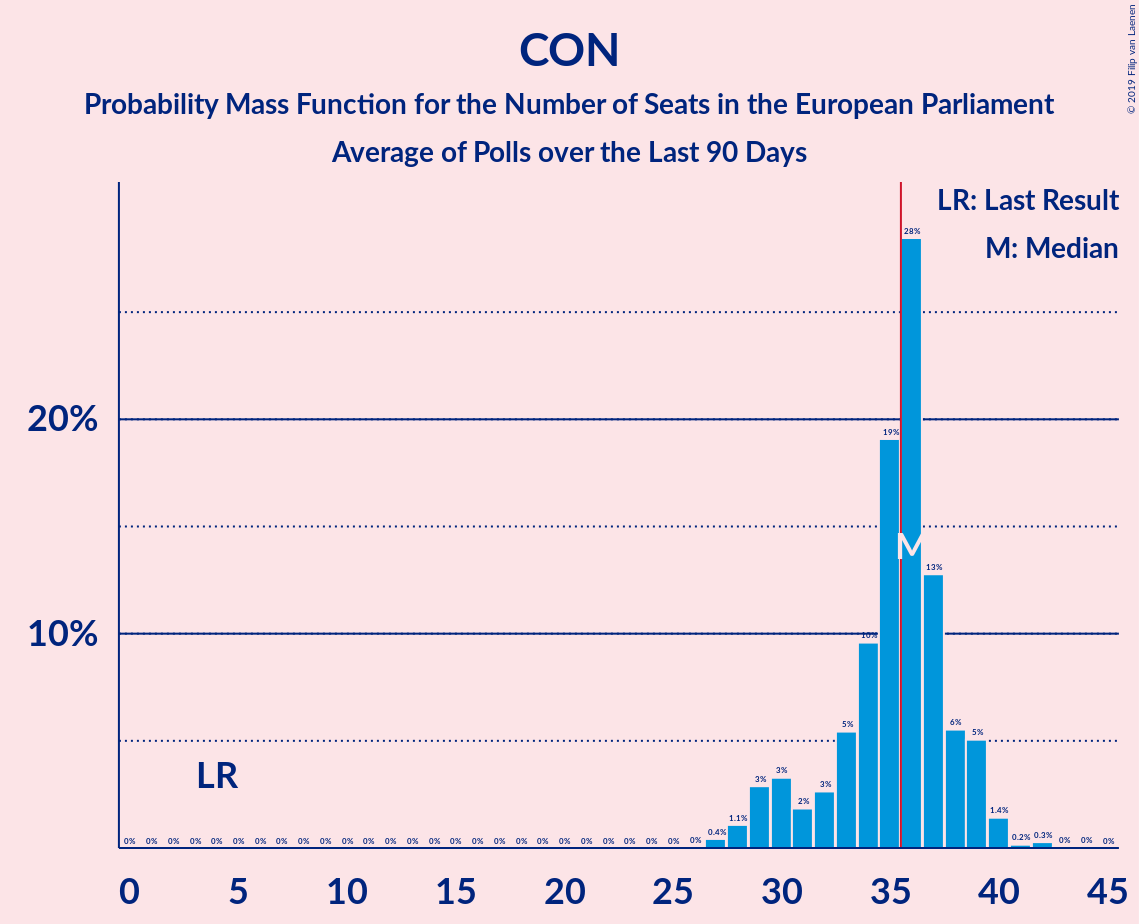 CON
Probability Mass Function for the Number of Seats in the European Parliament
Average of Polls over the Last 90 Days
© 2019 Filip van Laenen
LR: Last Result
M: Median
20%
10%
LR
M
0% 0% 0% 0% 0% 0% 0% 0% 0% 0% 0% 0% 0% 0% 0% 0% 0% 0% 0% 0% 0% 0% 0% 0% 0% 0% 0% 0.4% 1.1% 3% 3% 2% 3% 5% 10% 19% 28% 13% 6% 5% 1.4% 0.2% 0.3% 0% 0% 0%
0 5 10 15 20 25 30 35 40 45